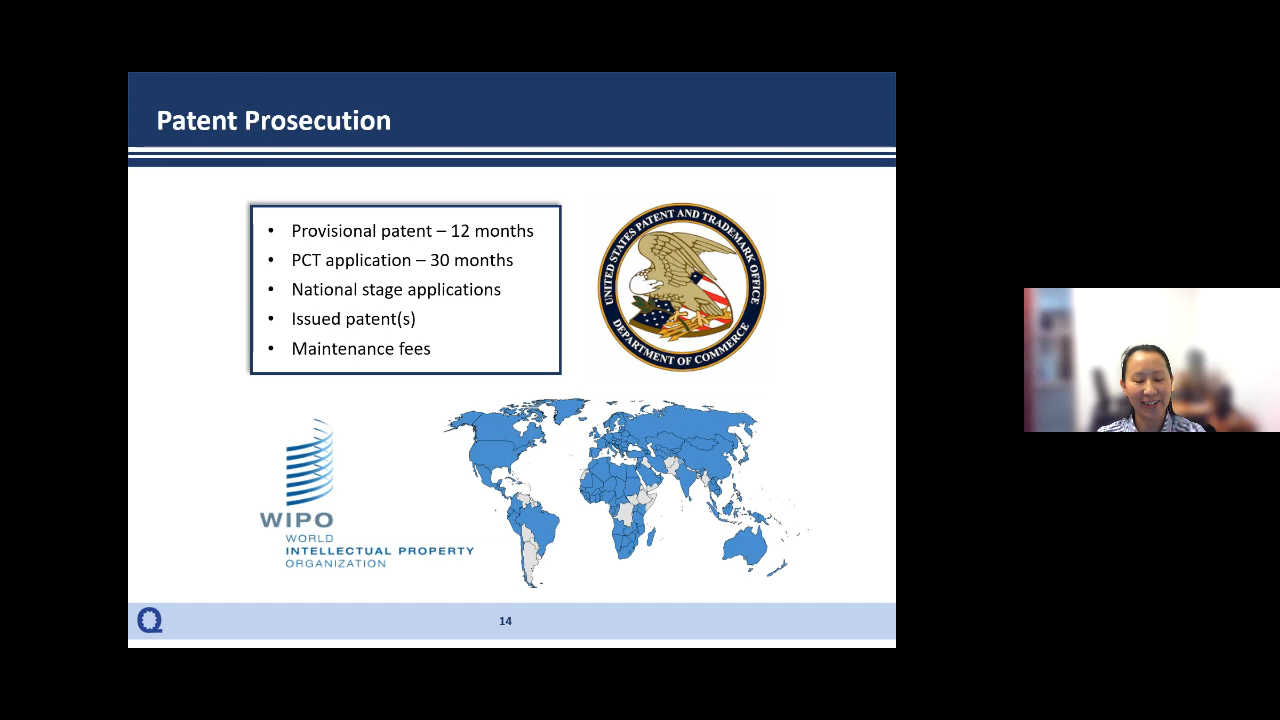 Patent Prosecution
• Provisional patent – 12 months
• PCT application – 30 months
• National stage applications
• Issued patent(s)
• Maintenance fees
UNITED STATES PATENT AND TRADEMARK OFFICE
DEPARTMENT OF COMMERCE
WIPO
WORLD
INTELLECTUAL PROPERTY
ORGANIZATION
Q
14